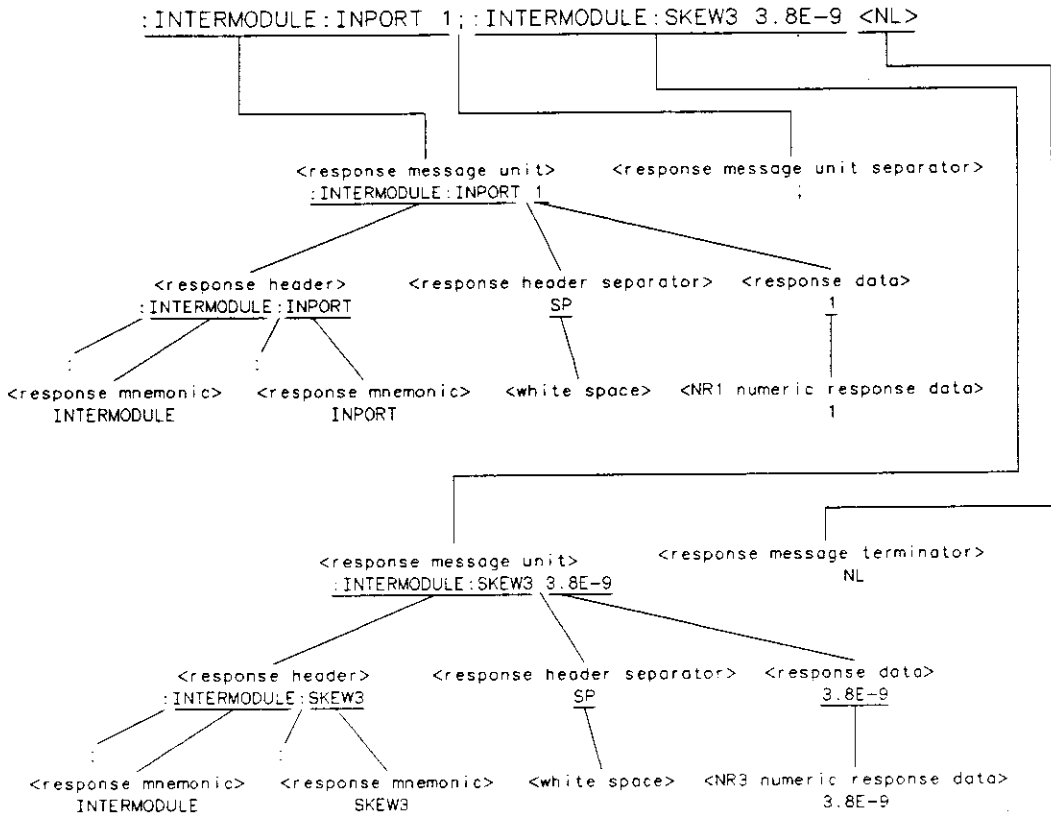 :INTERMODULE:INPORT 1;:INTERMODULE:SKEW3 3.8E-9 <NL>
<response message unit> <response message unit separator>
:INTERMODULE:INPORT 1 ;
<response header> <response header separator> <response data>
:INTERMODULE:INPORT SP 1
: :
<response mnemonic> <response mnemonic> <white space> <NR1 numeric response data>
INTERMODULE INPORT 1
<response message unit> <response message terminator>
:INTERMODULE:SKEW3 3.8E-9 NL
<response header> <response header separator> <response data>
:INTERMODULE:SKEW3 SP 3.8E-9
: :
<response mnemonic> <response mnemonic> <white space> <NR3 numeric response data>
INTERMODULE SKEW3 3.8E-9